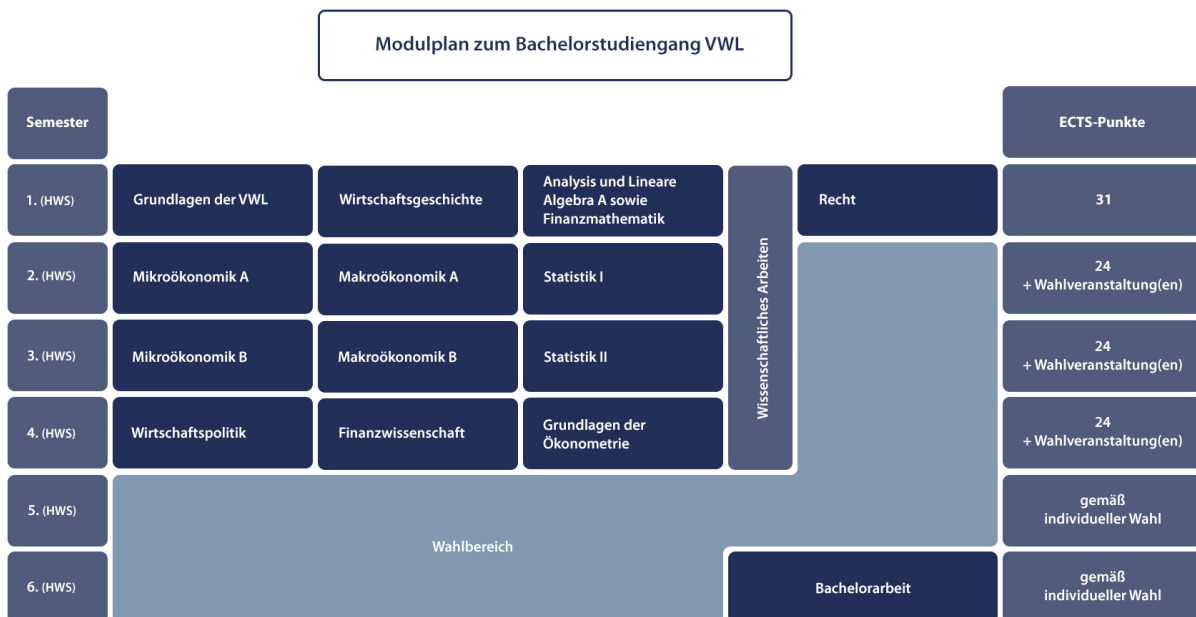 Modulplan zum Bachelorstudiengang VWL
Semester
ECTS-Punkte
1. (HWS)
Grundlagen der VWL
Wirtschaftsgeschichte
Analysis und Lineare
Algebra A sowie
Finanzmathematik
Wissenschaftliches Arbeiten
Recht
31
2. (HWS)
Mikroökonomik A
Makroökonomik A
Statistik I
24
+ Wahlveranstaltung(en)
3. (HWS)
Mikroökonomik B
Makroökonomik B
Statistik II
24
+ Wahlveranstaltung(en)
4. (HWS)
Wirtschaftspolitik
Finanzwissenschaft
Grundlagen der
Ökonometrie
24
+ Wahlveranstaltung(en)
5. (HWS)
Wahlbereich
gemäß
individueller Wahl
6. (HWS)
Bachelorarbeit
gemäß
individueller Wahl